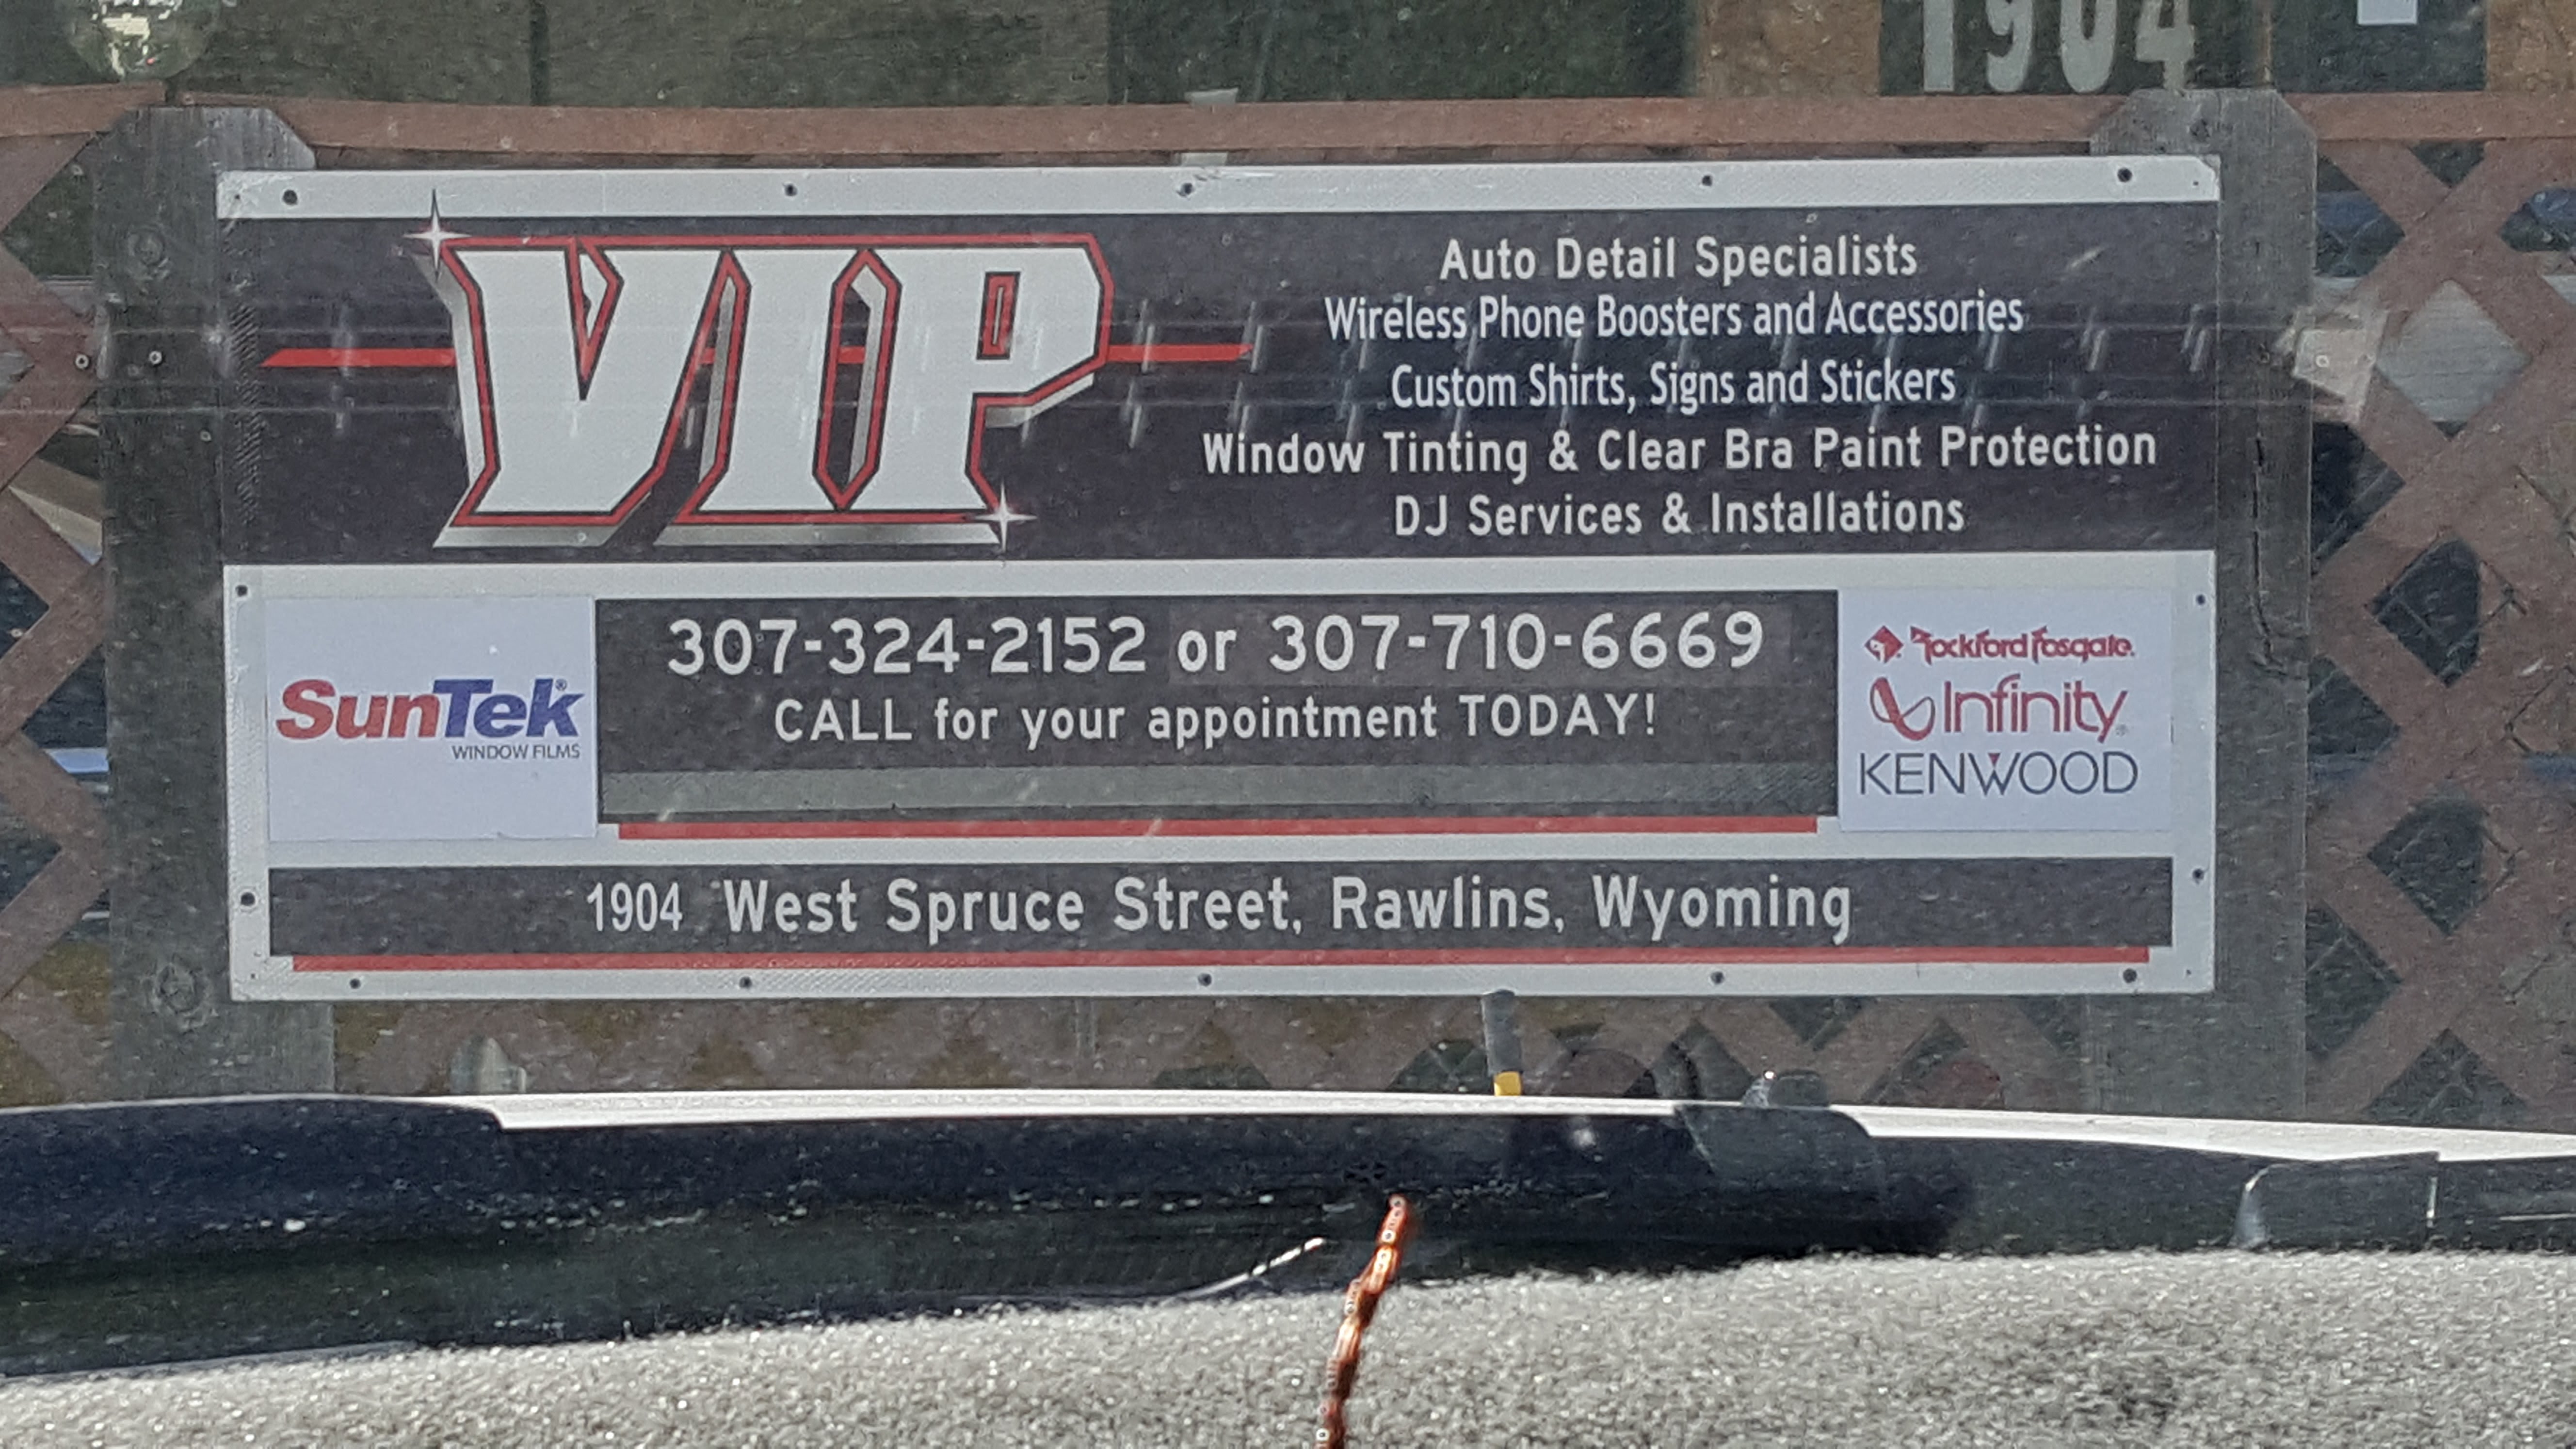 1904
VIP
Auto Detail Specialists
Wireless Phone Boosters and Accessories
Custom Shirts, Signs and Stickers
Window Tinting & Clear Bra Paint Protection
DJ Services & Installations
SunTek®
WINDOW FILMS
307-324-2152 or 307-710-6669
CALL for your appointment TODAY!
Rockford Fosgate.
Infinity®
KENWOOD
1904 West Spruce Street, Rawlins, Wyoming